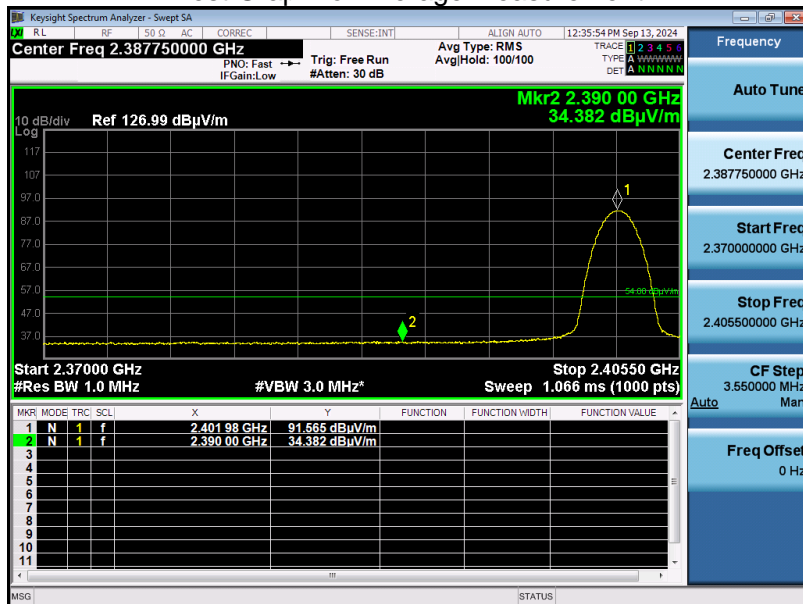 Keysight Spectrum Analyzer - Swept SA
LXI RL RF 50 Ω AC CORREC SENSE:INT ALIGN AUTO 12:35:54 PM Sep 13, 2024
Center Freq 2.387750000 GHz
PNO: Fast
IFGain:Low
Trig: Free Run
#Atten: 30 dB
Avg Type: RMS
Avg|Hold: 100/100
TRACE 1 2 3 4 5 6
TYPE A WWWWW
DET A N N N N N
Mkr2 2.390 00 GHz
34.382 dBµV/m
10 dB/div Ref 126.99 dBµV/m
Log
117
107
97.0
87.0
77.0
67.0
57.0
47.0
37.0
1
54.00 dBµV/m
2
Start 2.37000 GHz Stop 2.40550 GHz
#Res BW 1.0 MHz #VBW 3.0 MHz* Sweep 1.066 ms (1000 pts)
MKR MODE TRC SCL X Y FUNCTION FUNCTION WIDTH FUNCTION VALUE
1 N 1 f 2.401 98 GHz 91.565 dBµV/m
2 N 1 f 2.390 00 GHz 34.382 dBµV/m
3
4
5
6
7
8
9
10
11
MSG STATUS
Frequency
Auto Tune
Center Freq
2.387750000 GHz
Start Freq
2.370000000 GHz
Stop Freq
2.405500000 GHz
CF Step
3.550000 MHz
Auto Man
Freq Offset
0 Hz